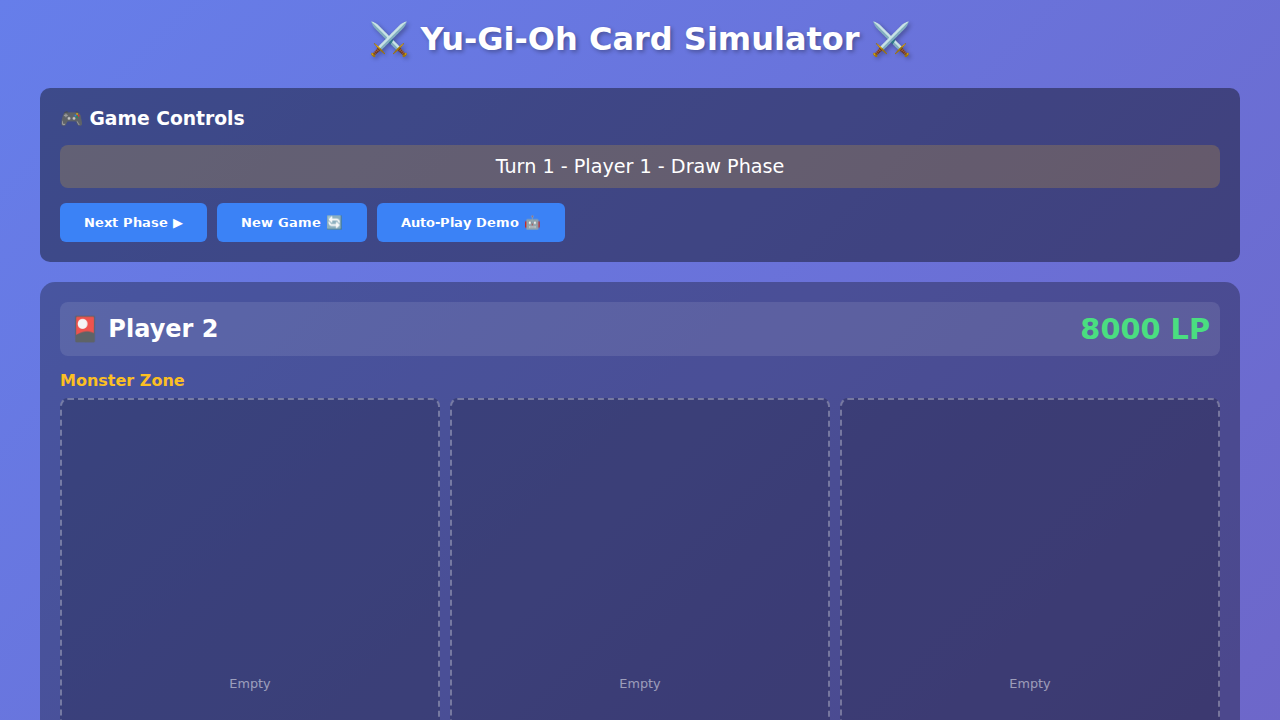 ⚔️ Yu-Gi-Oh Card Simulator ⚔️
🎮 Game Controls
Turn 1 - Player 1 - Draw Phase
Next Phase ▶
New Game 🔄
Auto-Play Demo 🤖
🎴 Player 2
8000 LP
Monster Zone
Empty
Empty
Empty